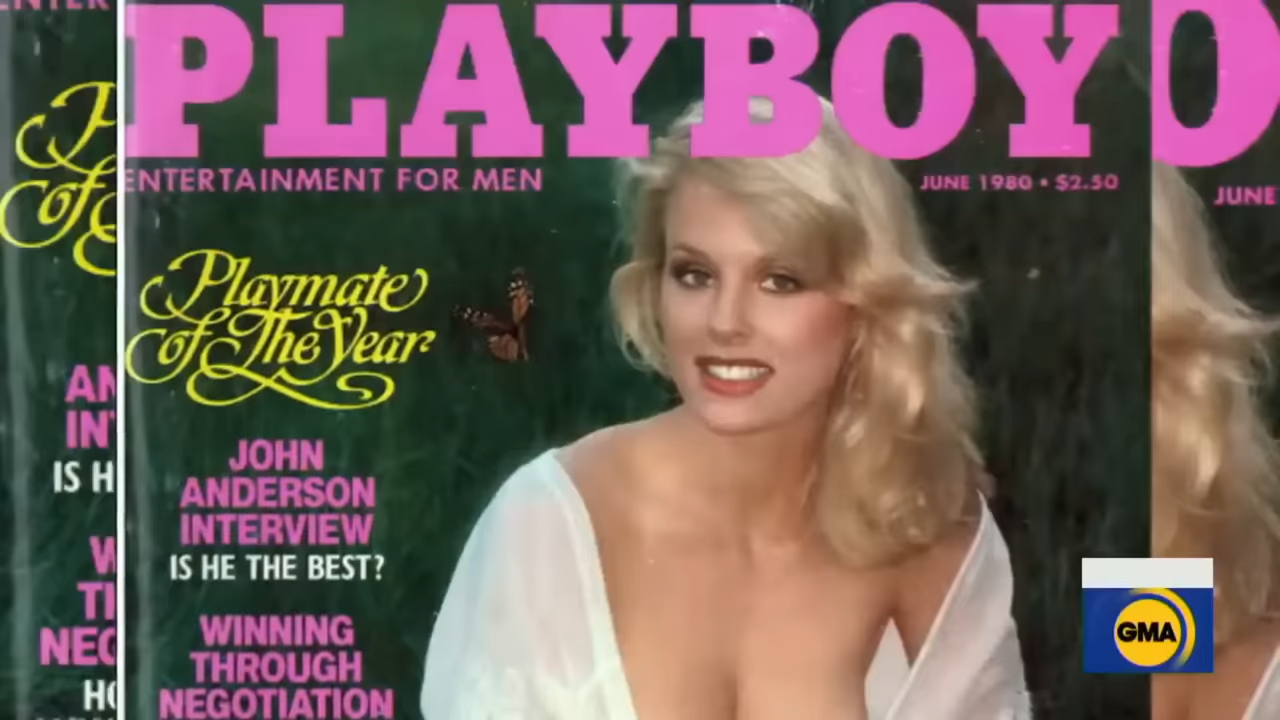 PLAYBOY
ENTERTAINMENT FOR MEN
JUNE 1980 • $2.50
Playmate
of The Year
JOHN
ANDERSON
INTERVIEW
IS HE THE BEST?
WINNING
THROUGH
NEGOTIATION
GMA
JUNE